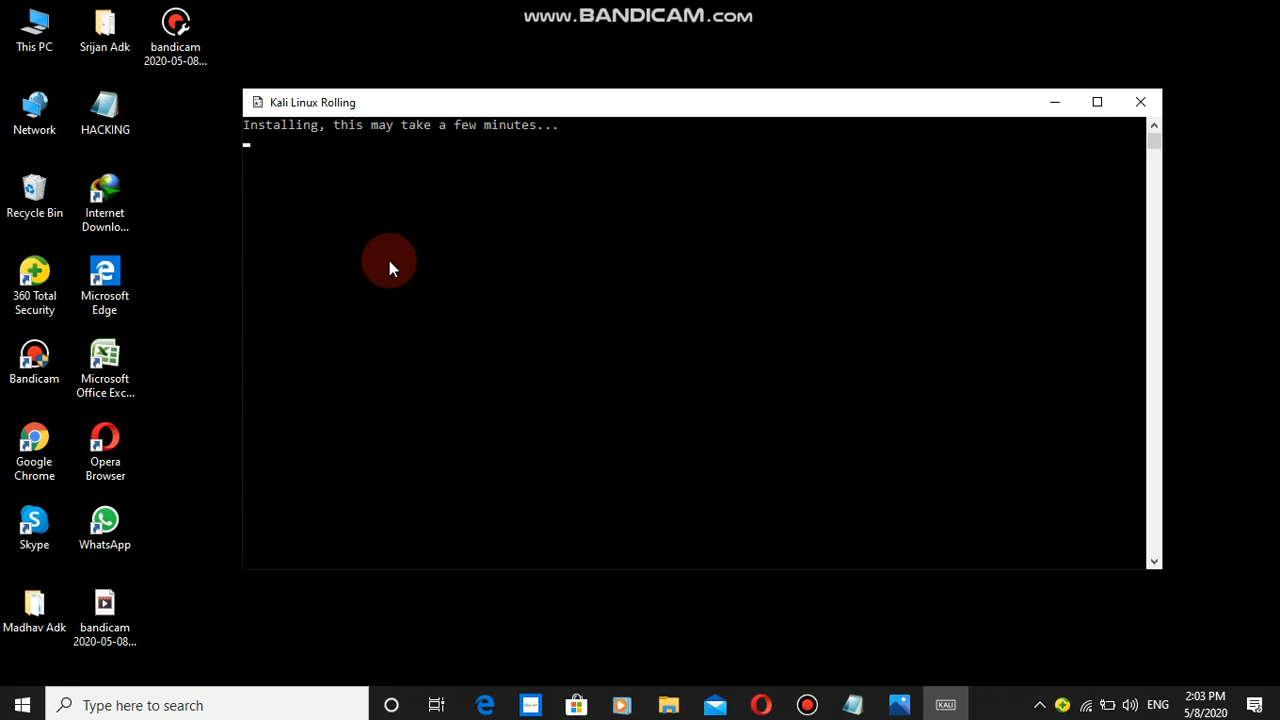 www.BANDICAM.com
This PC
Srijan Adk
bandicam
2020-05-08...
Network
HACKING
Recycle Bin
Internet
Downlo...
360 Total
Security
Microsoft
Edge
Bandicam
Microsoft
Office Exc...
Google
Chrome
Opera
Browser
Skype
WhatsApp
Madhav Adk
bandicam
2020-05-08...
Kali Linux Rolling
Installing, this may take a few minutes...
Type here to search
KALI
ENG
2:03 PM
5/8/2020